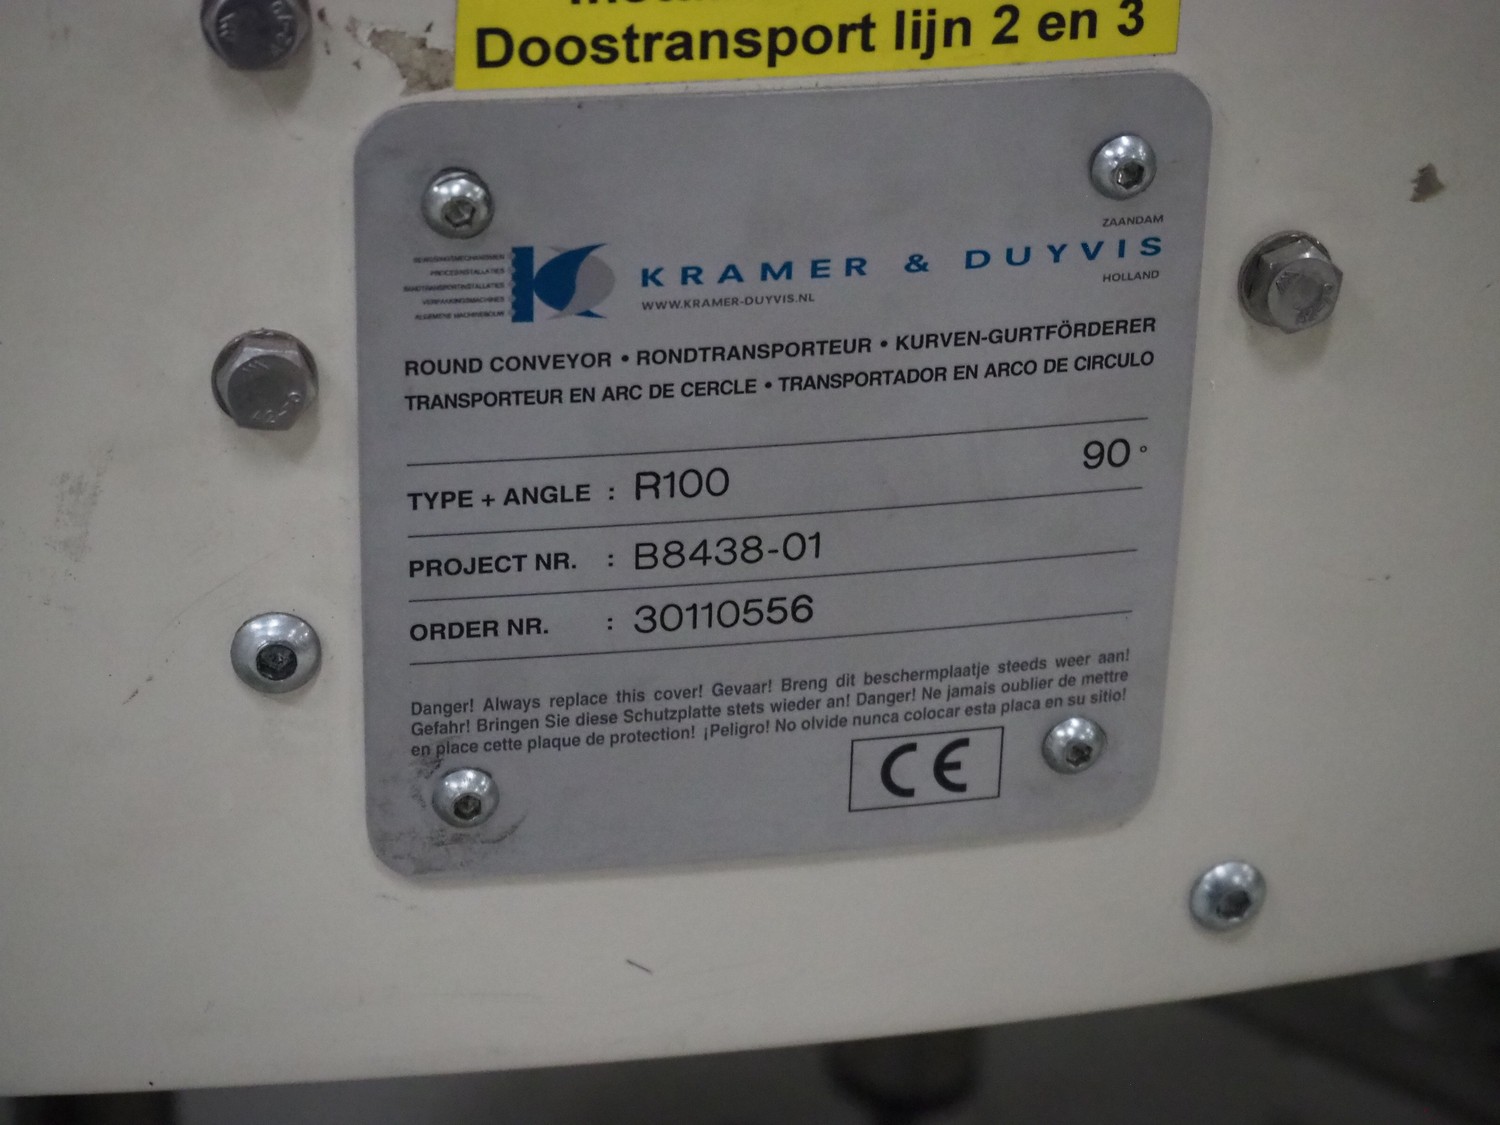 Doostransport lijn 2 en 3
ZAANDAM
KRAMER & DUYVIS
HOLLAND
WWW.KRAMER-DUYVIS.NL
VERPAKKINGSMACHINES
ALGEMENE MACHINEBOUW
ROUND CONVEYOR • RONDTRANSPORTEUR • KURVEN-GURTFÖRDERER
TRANSPORTEUR EN ARC DE CERCLE • TRANSPORTADOR EN ARCO DE CIRCULO
TYPE + ANGLE : R100 90°
PROJECT NR. : B8438-01
ORDER NR. : 30110556
Danger! Always replace this cover! Gevaar! Breng dit beschermplaatje steeds weer aan!
Gefahr! Bringen Sie diese Schutzplatte stets wieder an! Danger! Ne jamais oublier de mettre
en place cette plaque de protection! ¡Peligro! No olvide nunca colocar esta placa en su sitio!
CE